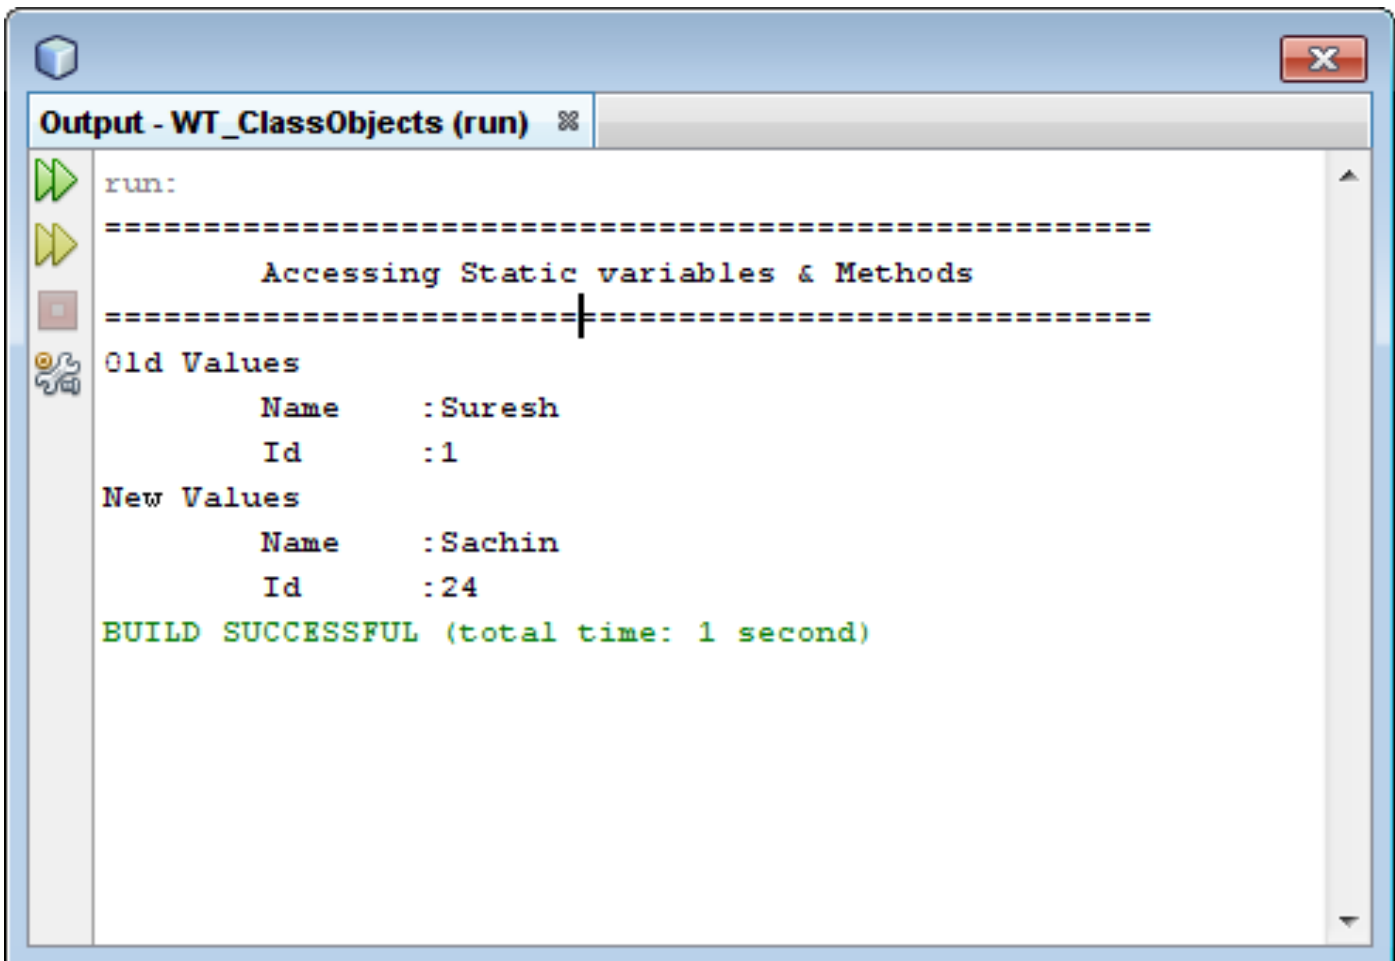 Output - WT_ClassObjects (run)
run:
=====================================================
Accessing Static variables & Methods
=====================================================
Old Values
Name :Suresh
Id :1
New Values
Name :Sachin
Id :24
BUILD SUCCESSFUL (total time: 1 second)